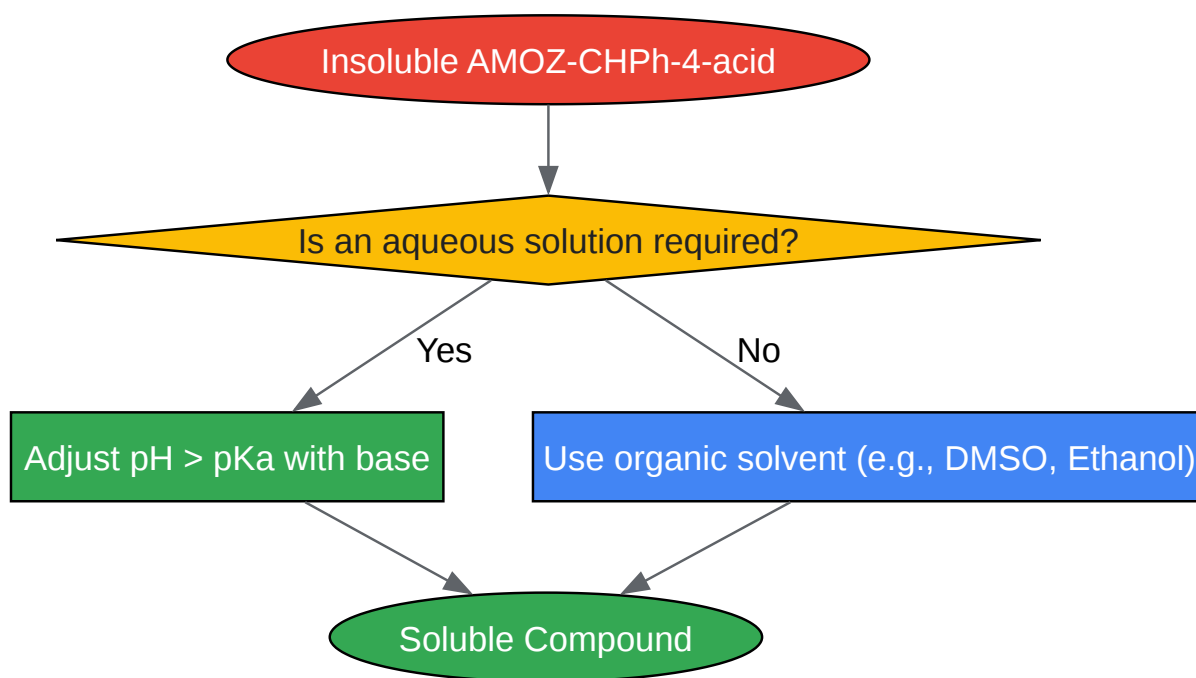 Insoluble AMOZ-CHPh-4-acid
Is an aqueous solution required?
Yes
No
Adjust pH > pKa with base
Use organic solvent (e.g., DMSO, Ethanol)
Soluble Compound